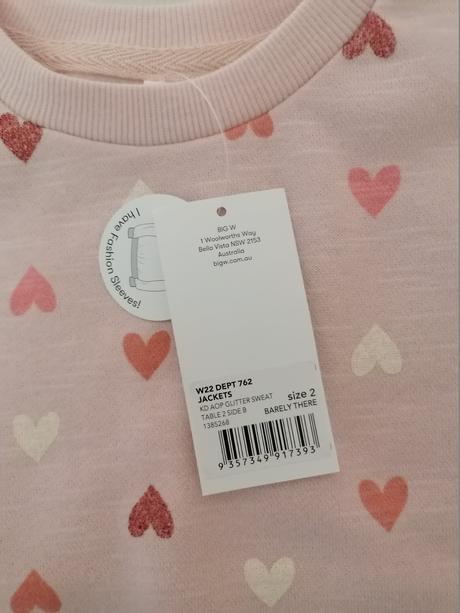 I have Fashion Sleeves!
BIG W
1 Woolworths Way
Bella Vista NSW 2153
Australia
bigw.com.au
W22 DEPT 762
JACKETS
KD AOP GLITTER SWEAT size 2
TABLE 2 SIDE B BARELY THERE
1385268
9 357349 917393